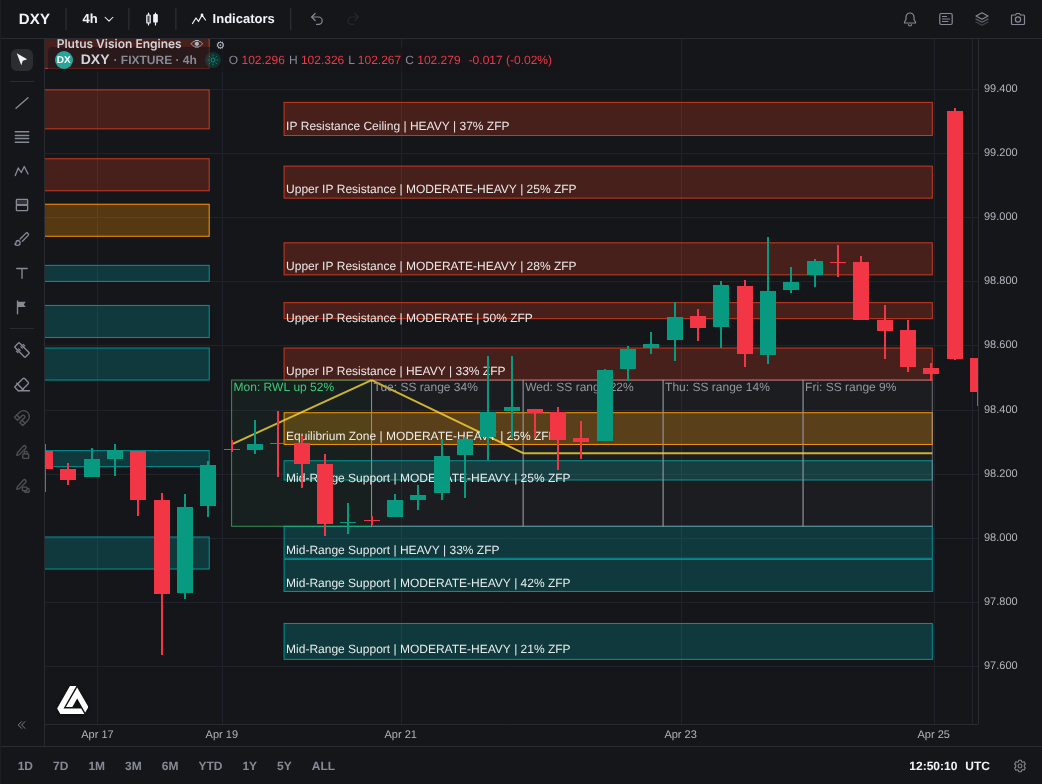 DXY 4h Indicators
Plutus Vision Engines
DX DXY · FIXTURE · 4h O 102.296 H 102.326 L 102.267 C 102.279 -0.017 (-0.02%)
99.400
IP Resistance Ceiling | HEAVY | 37% ZFP
99.200
Upper IP Resistance | MODERATE-HEAVY | 25% ZFP
99.000
Upper IP Resistance | MODERATE-HEAVY | 28% ZFP
98.800
Upper IP Resistance | MODERATE | 50% ZFP
98.600
Upper IP Resistance | HEAVY | 33% ZFP
Mon: RWL up 52% Tue: SS range 34% Wed: SS range 22% Thu: SS range 14% Fri: SS range 9%
98.400
Equilibrium Zone | MODERATE-HEAVY | 25% ZFP
98.200
Mid-Range Support | MODERATE-HEAVY | 25% ZFP
98.000
Mid-Range Support | HEAVY | 33% ZFP
Mid-Range Support | MODERATE-HEAVY | 42% ZFP
97.800
Mid-Range Support | MODERATE-HEAVY | 21% ZFP
97.600
Apr 17 Apr 19 Apr 21 Apr 23 Apr 25
1D 7D 1M 3M 6M YTD 1Y 5Y ALL 12:50:10 UTC